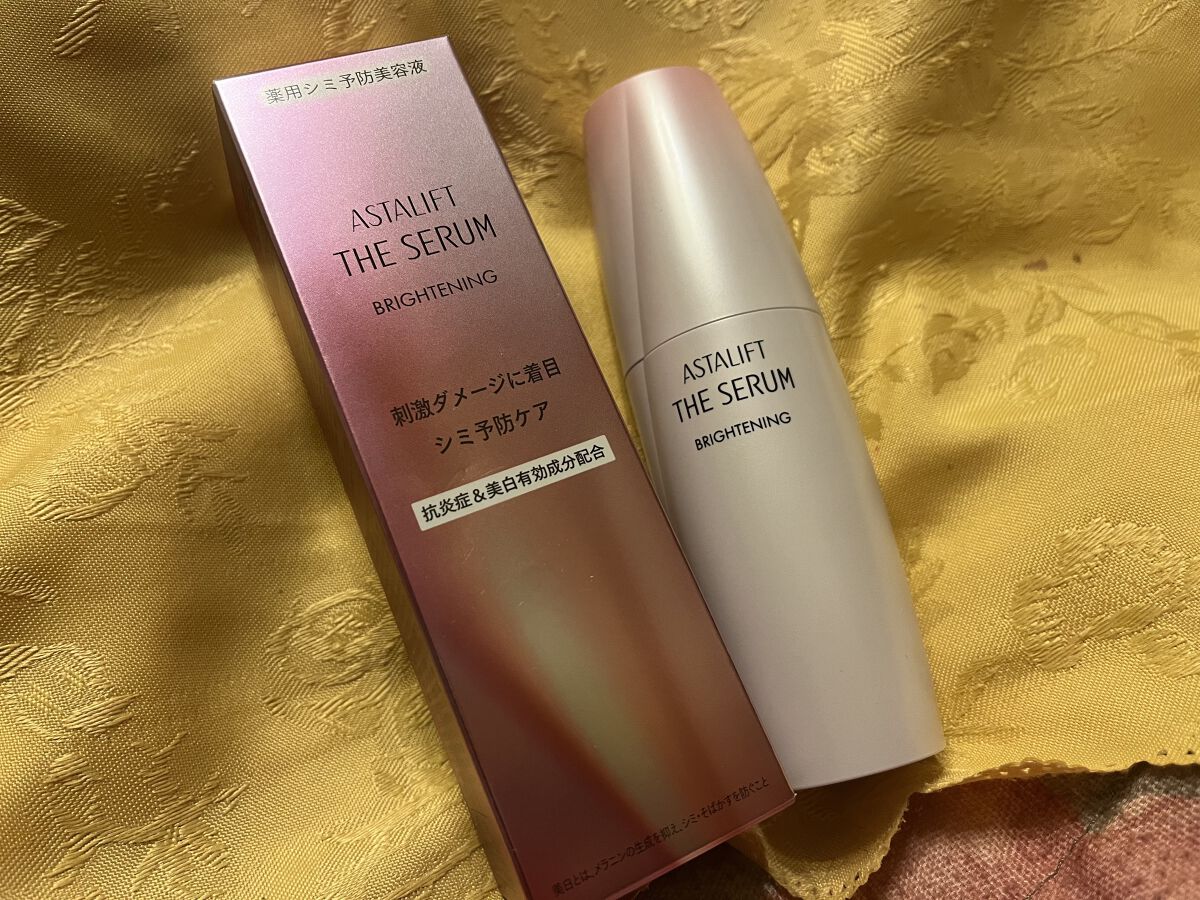 薬用シミ予防美容液
ASTALIFT
THE SERUM
BRIGHTENING
刺激ダメージに着目
シミ予防ケア
抗炎症&美白有効成分配合
美白とは、メラニンの生成を抑え、シミ・そばかすを防ぐこと
ASTALIFT
THE SERUM
BRIGHTENING